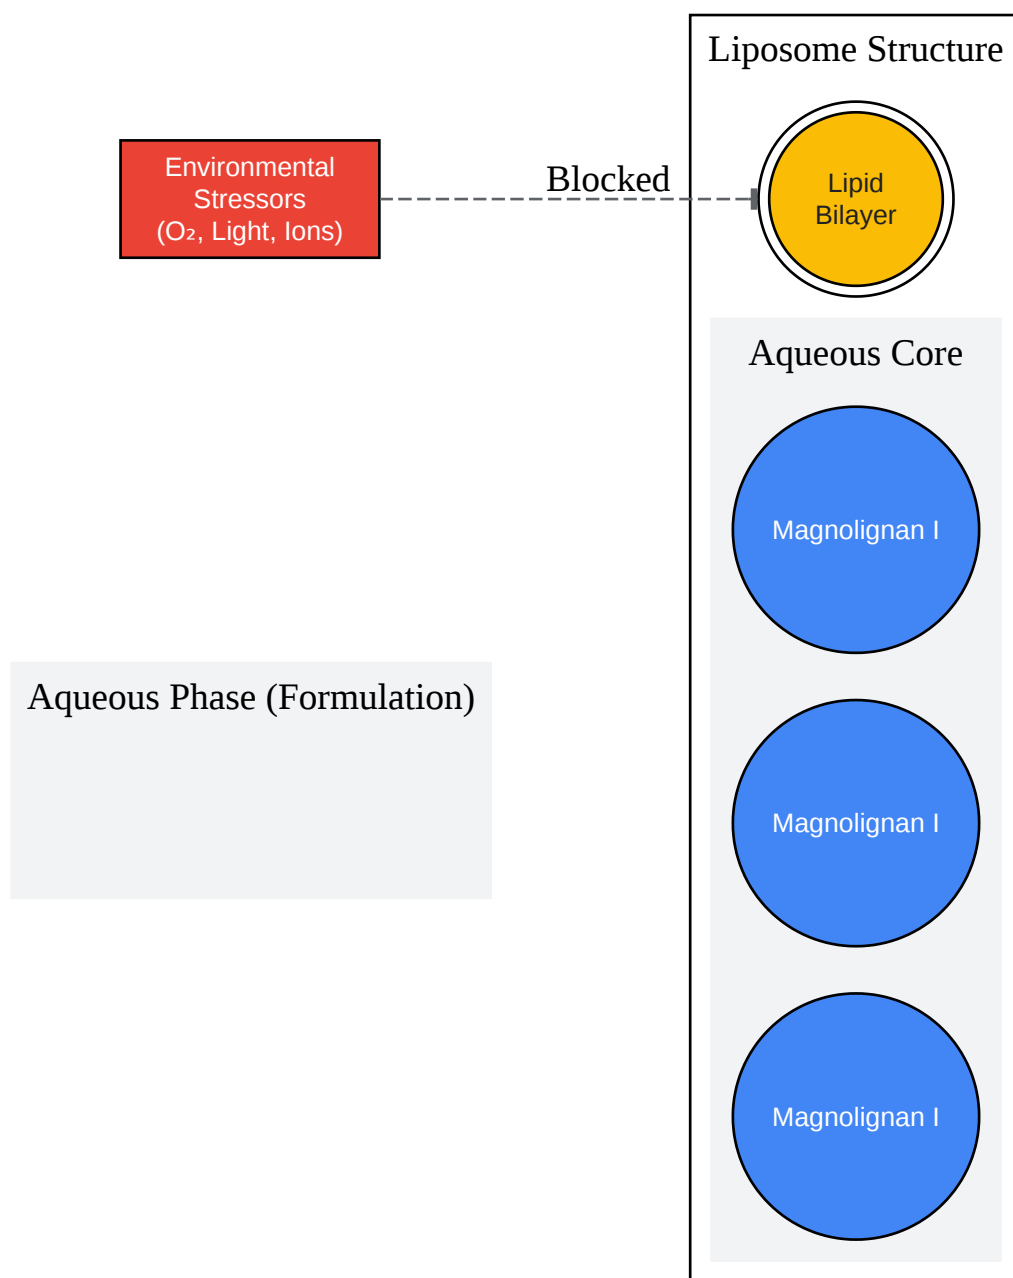 Liposome Structure
Environmental
Stressors
(O₂, Light, Ions)
Blocked
Lipid
Bilayer
Aqueous Core
Magnolignan I
Aqueous Phase (Formulation)
Magnolignan I
Magnolignan I